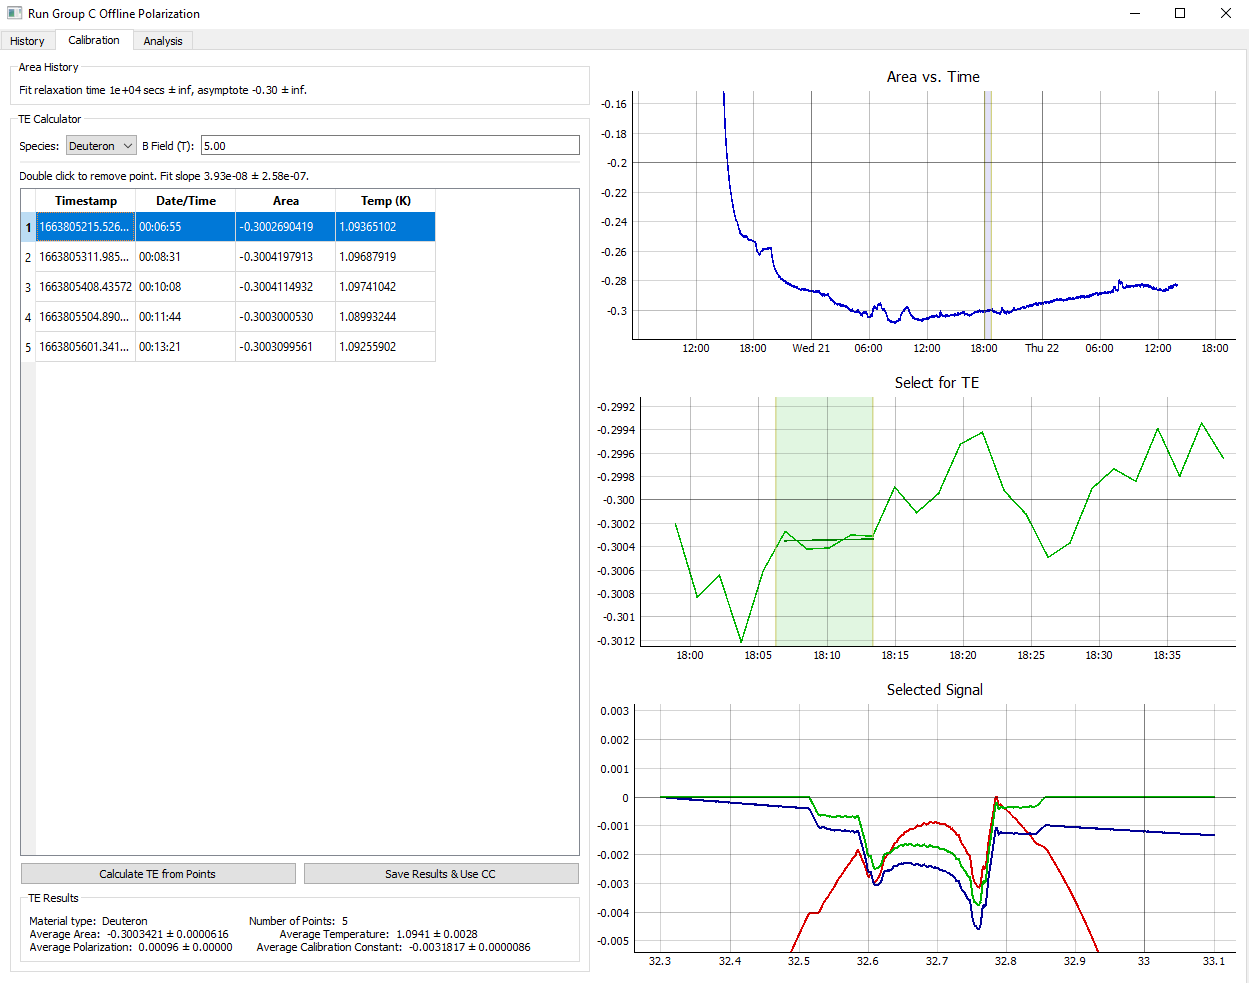 Run Group C Offline Polarization
History Calibration Analysis
Area History
Fit relaxation time 1e+04 secs ± inf, asymptote -0.30 ± inf.
TE Calculator
Species: Deuteron B Field (T): 5.00
Double click to remove point. Fit slope 3.93e-08 ± 2.58e-07.
Timestamp Date/Time Area Temp (K)
1 1663805215.526... 00:06:55 -0.3002690419 1.09365102
2 1663805311.985... 00:08:31 -0.3004197913 1.09687919
3 1663805408.43572 00:10:08 -0.3004114932 1.09741042
4 1663805504.890... 00:11:44 -0.3003000530 1.08993244
5 1663805601.341... 00:13:21 -0.3003099561 1.09255902
Calculate TE from Points Save Results & Use CC
TE Results
Material type: Deuteron Number of Points: 5
Average Area: -0.3003421 ± 0.0000616 Average Temperature: 1.0941 ± 0.0028
Average Polarization: 0.00096 ± 0.00000 Average Calibration Constant: -0.0031817 ± 0.0000086
Area vs. Time
-0.16
-0.18
-0.2
-0.22
-0.24
-0.26
-0.28
-0.3
12:00 18:00 Wed 21 06:00 12:00 18:00 Thu 22 06:00 12:00 18:00
Select for TE
-0.2992
-0.2994
-0.2996
-0.2998
-0.300
-0.3002
-0.3004
-0.3006
-0.3008
-0.301
-0.3012
18:00 18:05 18:10 18:15 18:20 18:25 18:30 18:35
Selected Signal
0.003
0.002
0.001
0
-0.001
-0.002
-0.003
-0.004
-0.005
32.3 32.4 32.5 32.6 32.7 32.8 32.9 33 33.1